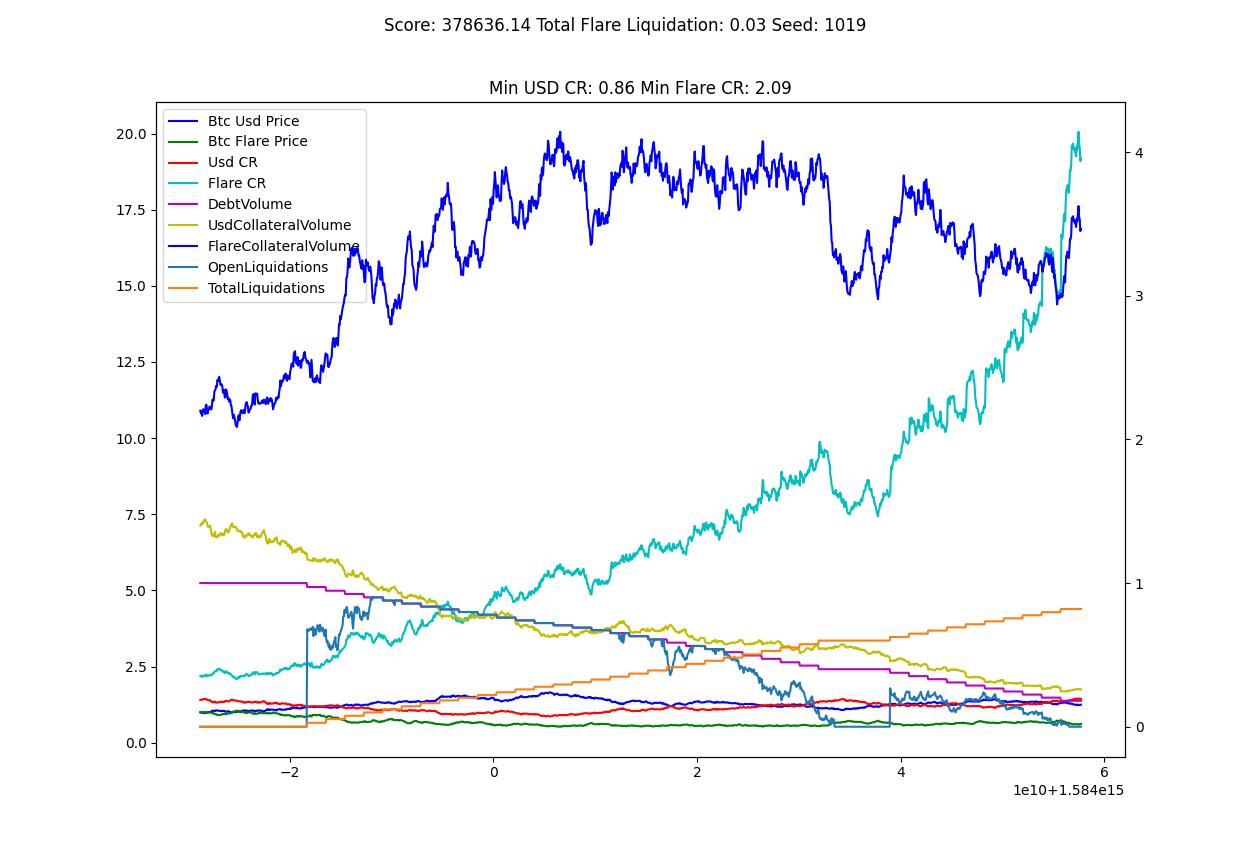 Score: 378636.14 Total Flare Liquidation: 0.03 Seed: 1019
Min USD CR: 0.86 Min Flare CR: 2.09
Btc Usd Price
Btc Flare Price
Usd CR
Flare CR
DebtVolume
UsdCollateralVolume
FlareCollateralVolume
OpenLiquidations
TotalLiquidations
20.0
17.5
15.0
12.5
10.0
7.5
5.0
2.5
0.0
4
3
2
1
0
−2
0
2
4
6
1e10+1.584e15